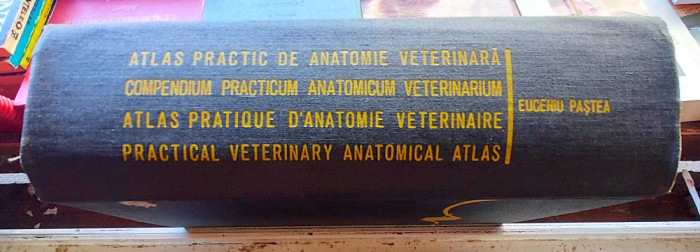 ATLAS PRACTIC DE ANATOMIE VETERINARĂ
COMPENDIUM PRACTICUM ANATOMICUM VETERINARIUM
ATLAS PRATIQUE D'ANATOMIE VETERINAIRE
PRACTICAL VETERINARY ANATOMICAL ATLAS
EUGENIU PAȘTEA